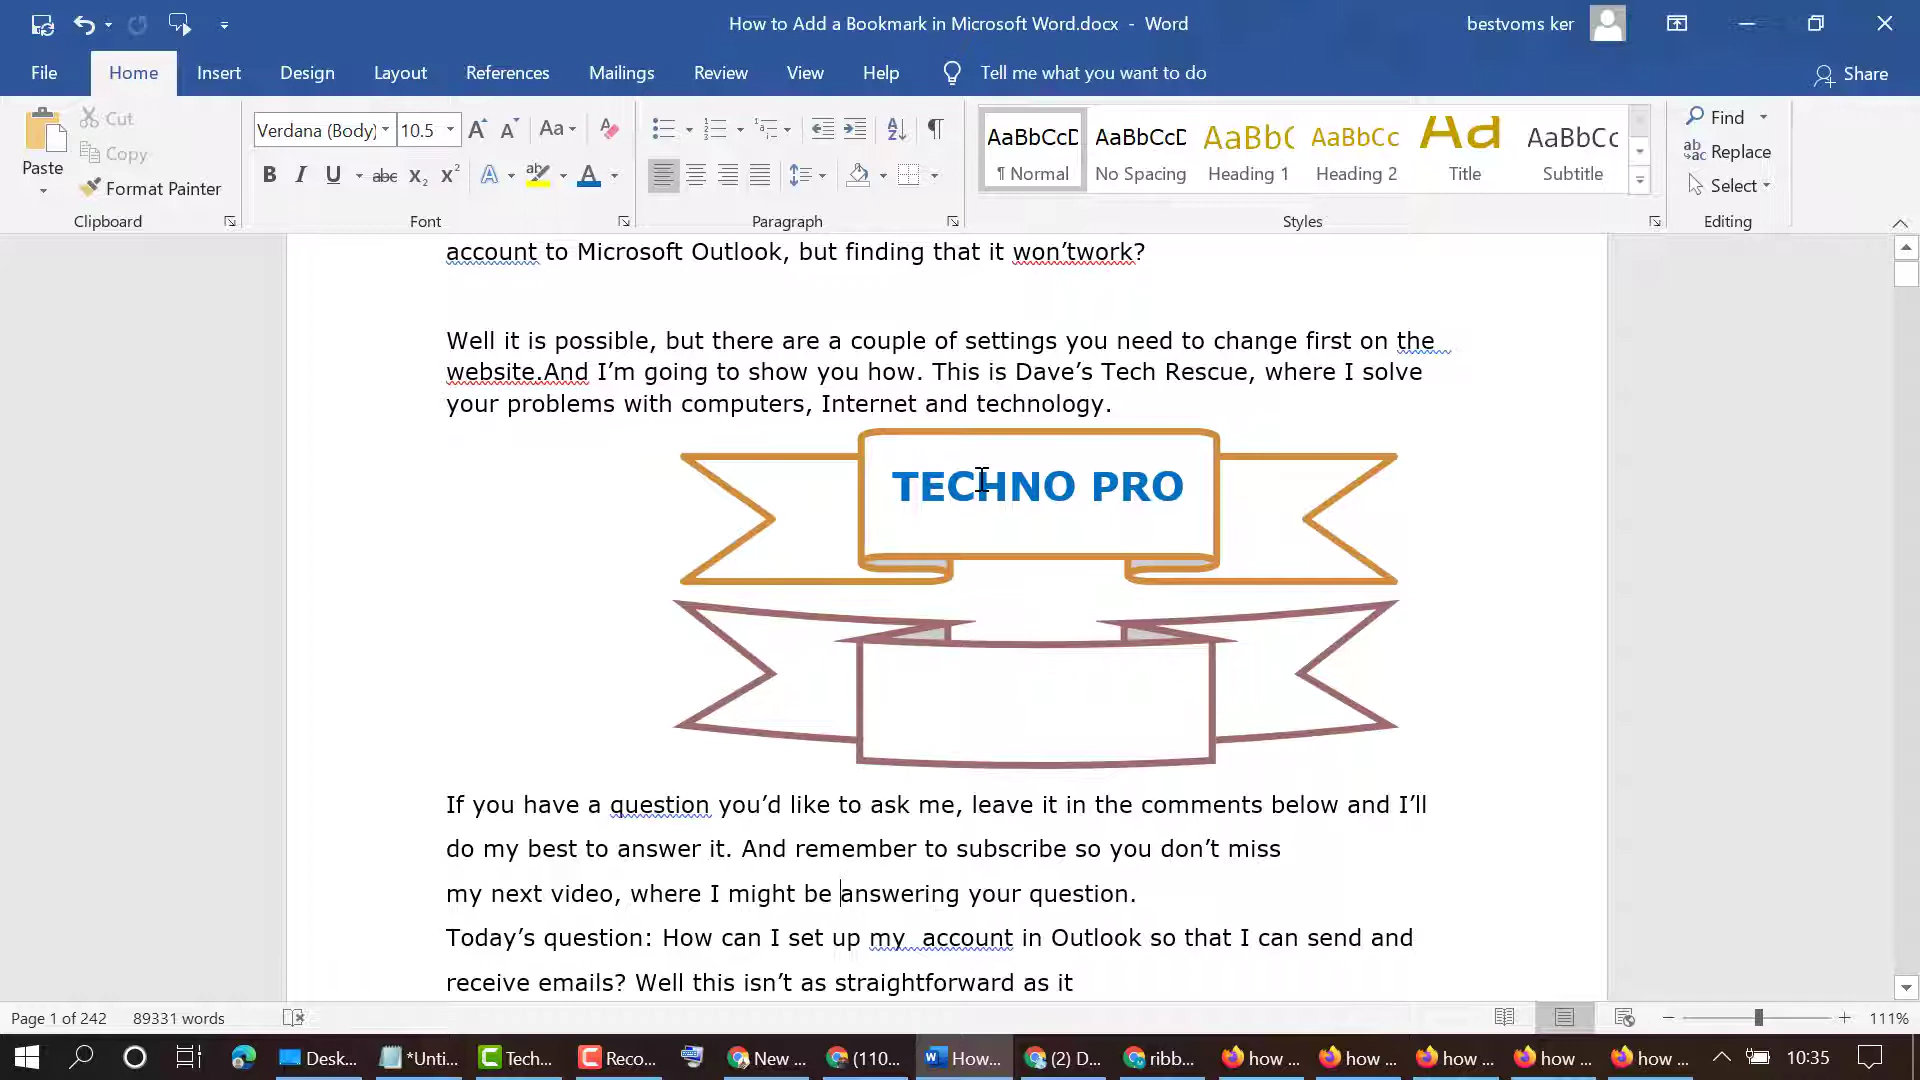 How to Add a Bookmark in Microsoft Word.docx - Word
bestvoms ker
File Home Insert Design Layout References Mailings Review View Help Tell me what you want to do Share
Paste
Cut
Copy
Format Painter
Clipboard
Verdana (Body) 10.5
Font
Paragraph
AaBbCcD
¶ Normal
AaBbCcD
No Spacing
AaBbC
Heading 1
AaBbCc
Heading 2
Ad
Title
AaBbCc
Subtitle
Styles
Find
Replace
Select
Editing
account to Microsoft Outlook, but finding that it won’twork?
Well it is possible, but there are a couple of settings you need to change first on the
website.And I’m going to show you how. This is Dave’s Tech Rescue, where I solve
your problems with computers, Internet and technology.
TECHNO PRO
If you have a question you’d like to ask me, leave it in the comments below and I’ll
do my best to answer it. And remember to subscribe so you don’t miss
my next video, where I might be answering your question.
Today’s question: How can I set up my  account in Outlook so that I can send and
receive emails? Well this isn’t as straightforward as it
Page 1 of 242 89331 words 111%
Desk... *Unti... Tech... Reco... New ... (110... How... (2) D... ribb... how ... how ... how ... how ... how ... 10:35